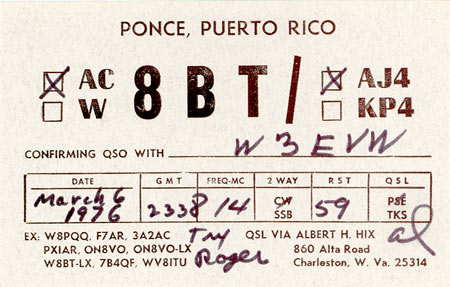 PONCE, PUERTO RICO
AC 8BT/ AJ4
W KP4
CONFIRMING QSO WITH W3EVW
DATE GMT FREQ-MC 2 WAY RST QSL
March 6 1976 2338 14 CW SSB 59 PSE TKS
EX: W8PQQ, F7AR, 3A2AC Tnx QSL VIA ALBERT H. HIX al
PX1AR, ON8VO, ON8VO-LX Roger 860 Alta Road
W8BT-LX, 7B4QF, WV8ITU Charleston, W. Va. 25314